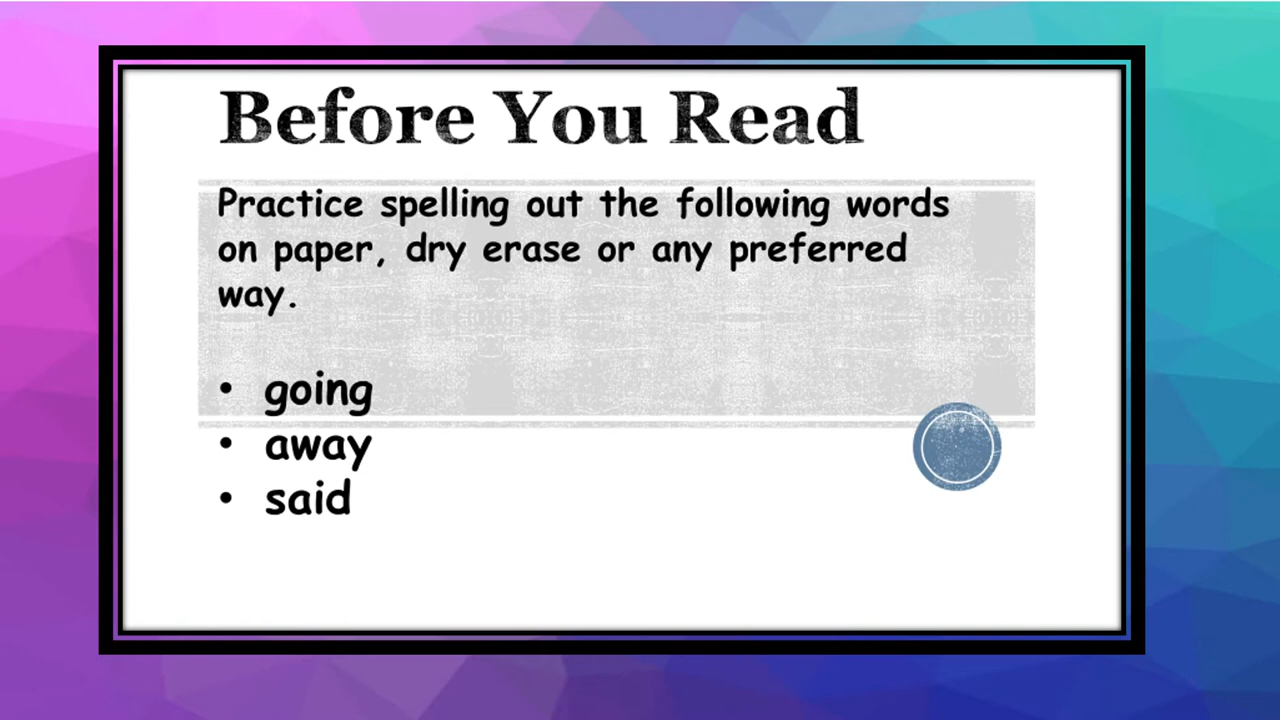 Before You Read
Practice spelling out the following words
on paper, dry erase or any preferred
way.
• going
• away
• said